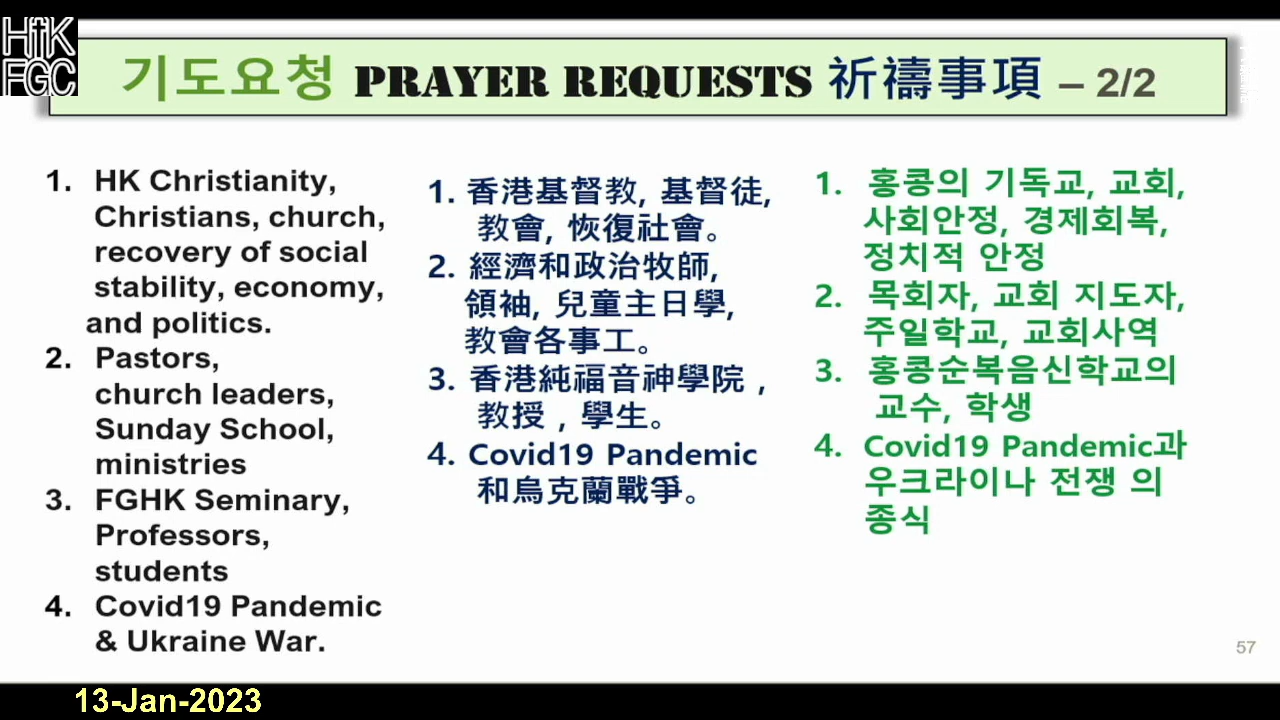 HfK
FGC
기도요청 PRAYER REQUESTS 祈禱事項 – 2/2
1. HK Christianity,
Christians, church,
recovery of social
stability, economy,
and politics.
2. Pastors,
church leaders,
Sunday School,
ministries
3. FGHK Seminary,
Professors,
students
4. Covid19 Pandemic
& Ukraine War.
1. 香港基督教, 基督徒,
教會, 恢復社會。
2. 經濟和政治牧師,
領袖, 兒童主日學,
教會各事工。
3. 香港純福音神學院 ,
教授 , 學生。
4. Covid19 Pandemic
和烏克蘭戰爭。
1. 홍콩의 기독교, 교회,
사회안정, 경제회복,
정치적 안정
2. 목회자, 교회 지도자,
주일학교, 교회사역
3. 홍콩순복음신학교의
교수, 학생
4. Covid19 Pandemic과
우크라이나 전쟁 의
종식
57
13-Jan-2023